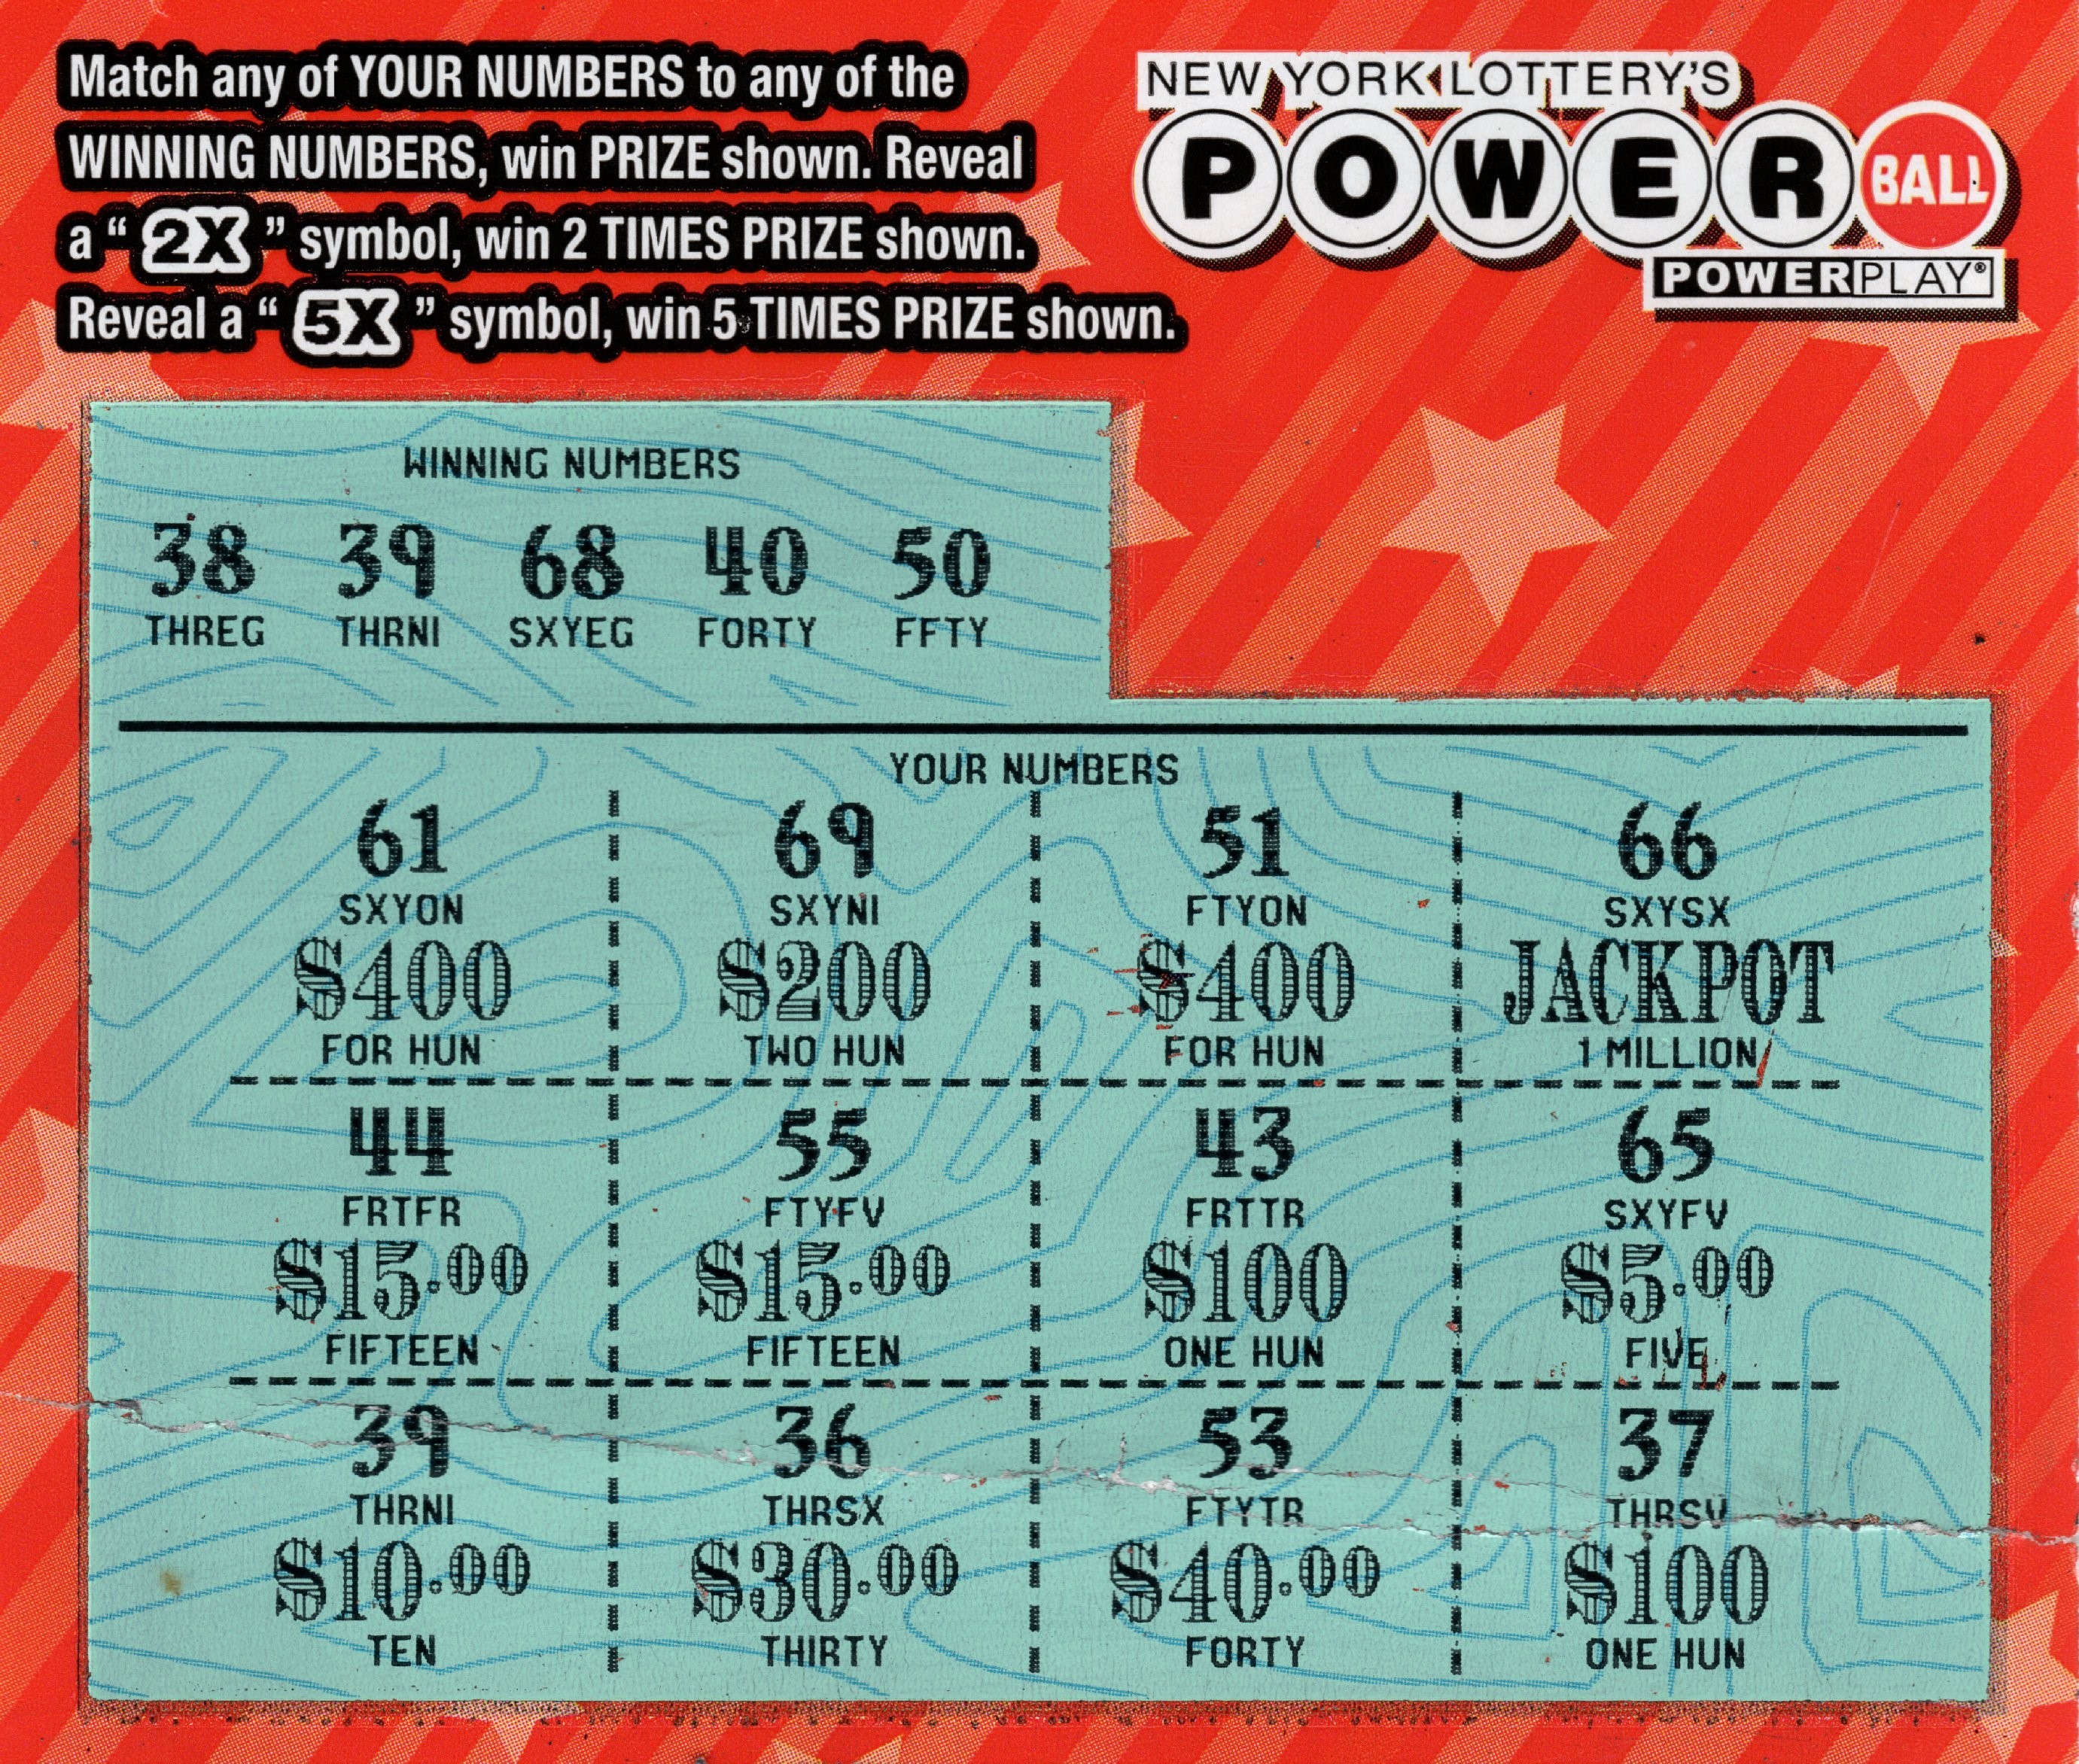 Match any of YOUR NUMBERS to any of the
WINNING NUMBERS, win PRIZE shown. Reveal
a “ 2X ” symbol, win 2 TIMES PRIZE shown.
Reveal a “ 5X ” symbol, win 5 TIMES PRIZE shown.
NEW YORK LOTTERY'S
POWER BALL
POWERPLAY®
WINNING NUMBERS
38 39 68 40 50
THREG THRNI SXYEG FORTY FFTY
YOUR NUMBERS
61 69 51 66
SXYON SXYNI FTYON SXYSX
$400 $200 $400 JACKPOT
FOR HUN TWO HUN FOR HUN 1 MILLION
44 55 43 65
FRTFR FTYFV FRTTR SXYFV
$15.00 $15.00 $100 $5.00
FIFTEEN FIFTEEN ONE HUN FIVE
39 36 53 37
THRNI THRSX FTYTR THRSV
$10.00 $30.00 $40.00 $100
TEN THIRTY FORTY ONE HUN